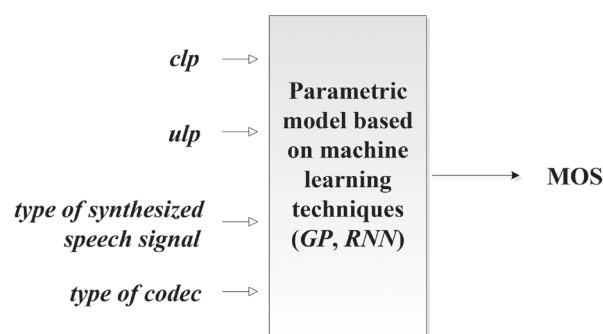 clp
ulp
type of synthesized
speech signal
type of codec
Parametric
model based
on machine
learning
techniques
(GP, RNN)
MOS